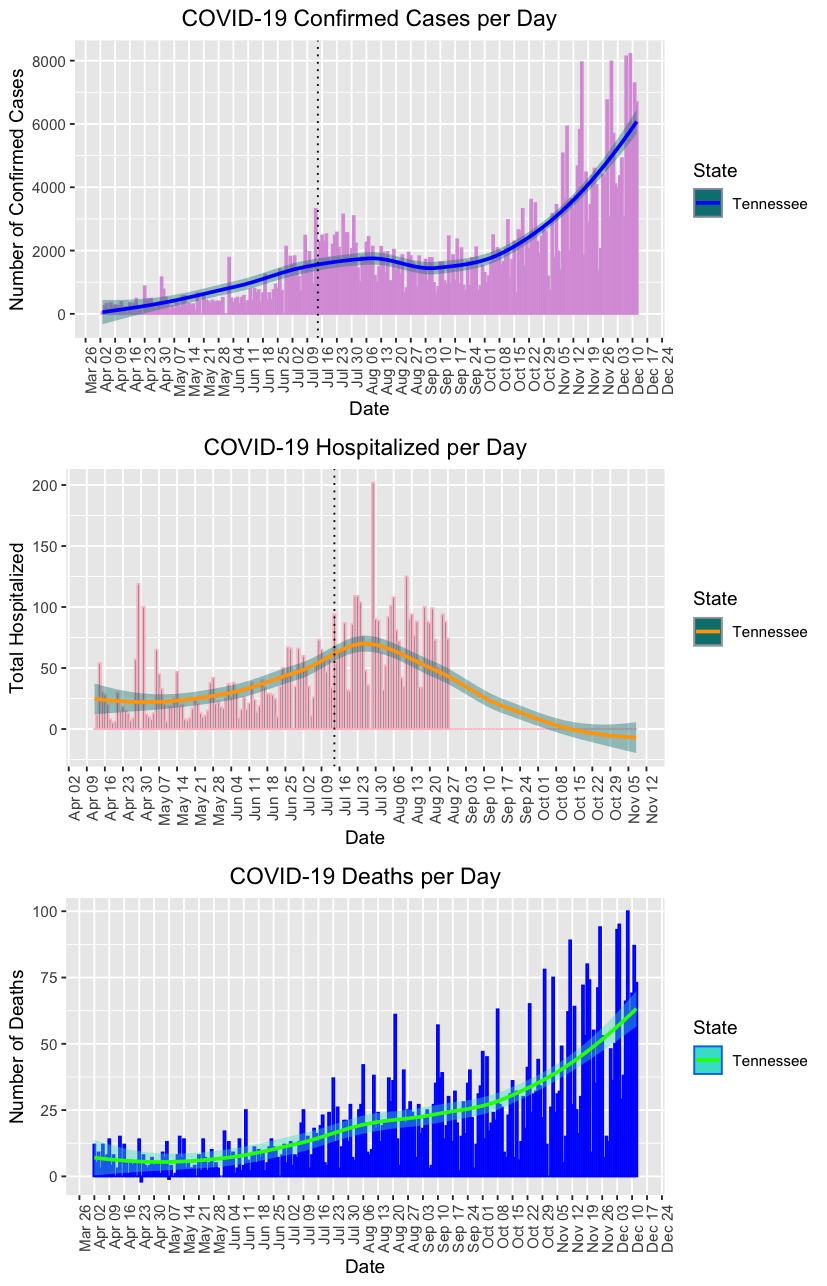 COVID-19 Confirmed Cases per Day
Number of Confirmed Cases
8000
6000
4000
2000
0
Mar 26
Apr 02
Apr 09
Apr 16
Apr 23
Apr 30
May 07
May 14
May 21
May 28
Jun 04
Jun 11
Jun 18
Jun 25
Jul 02
Jul 09
Jul 16
Jul 23
Jul 30
Aug 06
Aug 13
Aug 20
Aug 27
Sep 03
Sep 10
Sep 17
Sep 24
Oct 01
Oct 08
Oct 15
Oct 22
Oct 29
Nov 05
Nov 12
Nov 19
Nov 26
Dec 03
Dec 10
Dec 17
Dec 24
Date
State
Tennessee
COVID-19 Hospitalized per Day
Total Hospitalized
200
150
100
50
0
Apr 02
Apr 09
Apr 16
Apr 23
Apr 30
May 07
May 14
May 21
May 28
Jun 04
Jun 11
Jun 18
Jun 25
Jul 02
Jul 09
Jul 16
Jul 23
Jul 30
Aug 06
Aug 13
Aug 20
Aug 27
Sep 03
Sep 10
Sep 17
Sep 24
Oct 01
Oct 08
Oct 15
Oct 22
Oct 29
Nov 05
Nov 12
Date
State
Tennessee
COVID-19 Deaths per Day
Number of Deaths
100
75
50
25
0
Mar 26
Apr 02
Apr 09
Apr 16
Apr 23
Apr 30
May 07
May 14
May 21
May 28
Jun 04
Jun 11
Jun 18
Jun 25
Jul 02
Jul 09
Jul 16
Jul 23
Jul 30
Aug 06
Aug 13
Aug 20
Aug 27
Sep 03
Sep 10
Sep 17
Sep 24
Oct 01
Oct 08
Oct 15
Oct 22
Oct 29
Nov 05
Nov 12
Nov 19
Nov 26
Dec 03
Dec 10
Dec 17
Dec 24
Date
State
Tennessee